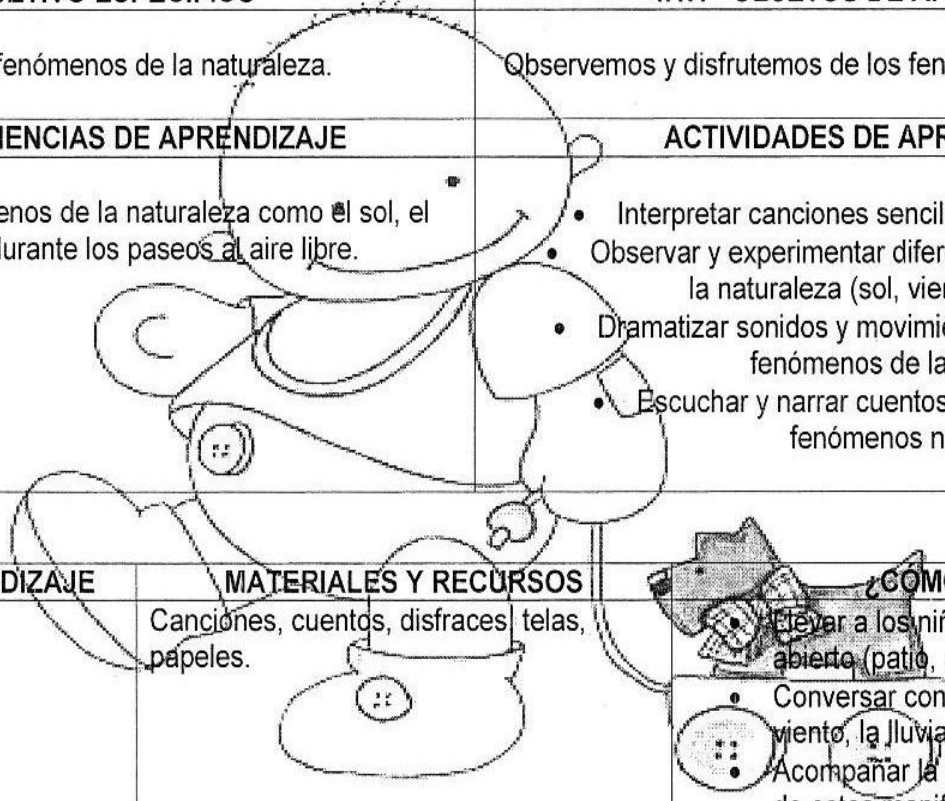 fenómenos de la naturaleza.
Observemos y disfrutemos de los fen
IENCIAS DE APRENDIZAJE
ACTIVIDADES DE APR
enos de la naturaleza como el sol, el
durante los paseos al aire libre.
• Interpretar canciones sencil
• Observar y experimentar difer
la naturaleza (sol, vie
• Dramatizar sonidos y movimi
fenómenos de la
• Escuchar y narrar cuentos
fenómenos n
DIZAJE
MATERIALES Y RECURSOS
¿COM
Canciones, cuentos, disfraces, telas,
papeles.
• Llevar a los niñ
abierto (patio,
• Conversar con
viento, la lluvia
• Acompañar la